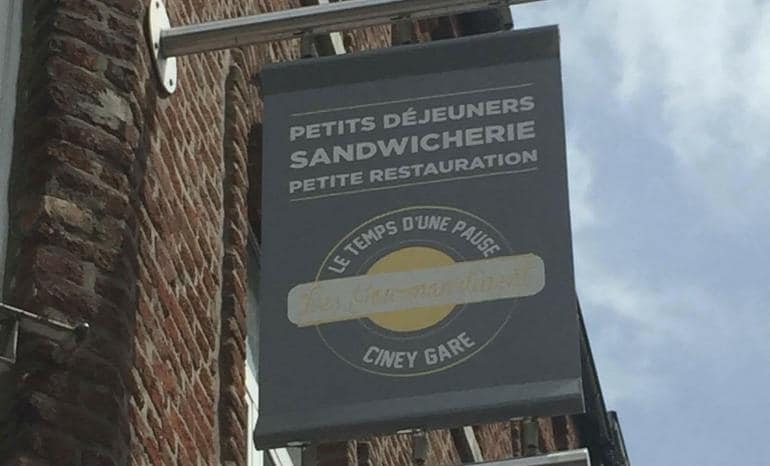 PETITS DÉJEUNERS
SANDWICHERIE
PETITE RESTAURATION
LE TEMPS D'UNE PAUSE
CINEY GARE